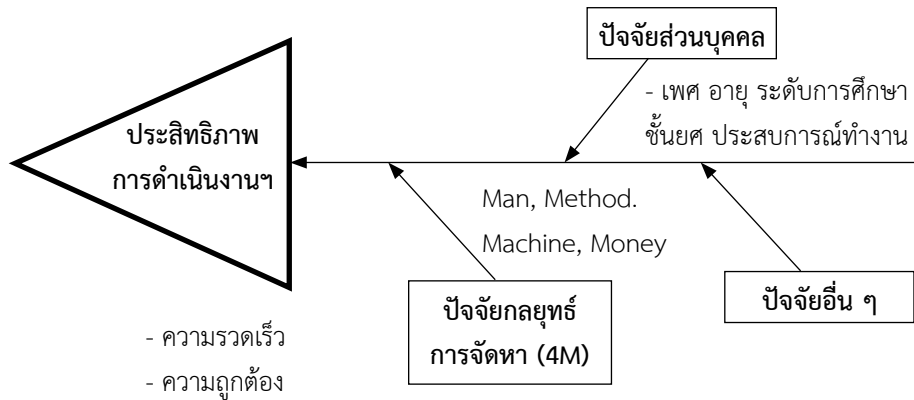 ปัจจัยส่วนบุคคล
- เพศ อายุ ระดับการศึกษา
ชั้นยศ ประสบการณ์ทำงาน
ประสิทธิภาพ
การดำเนินงานฯ
Man, Method.
Machine, Money
ปัจจัยกลยุทธ์
การจัดหา (4M)
ปัจจัยอื่น ๆ
- ความรวดเร็ว
- ความถูกต้อง